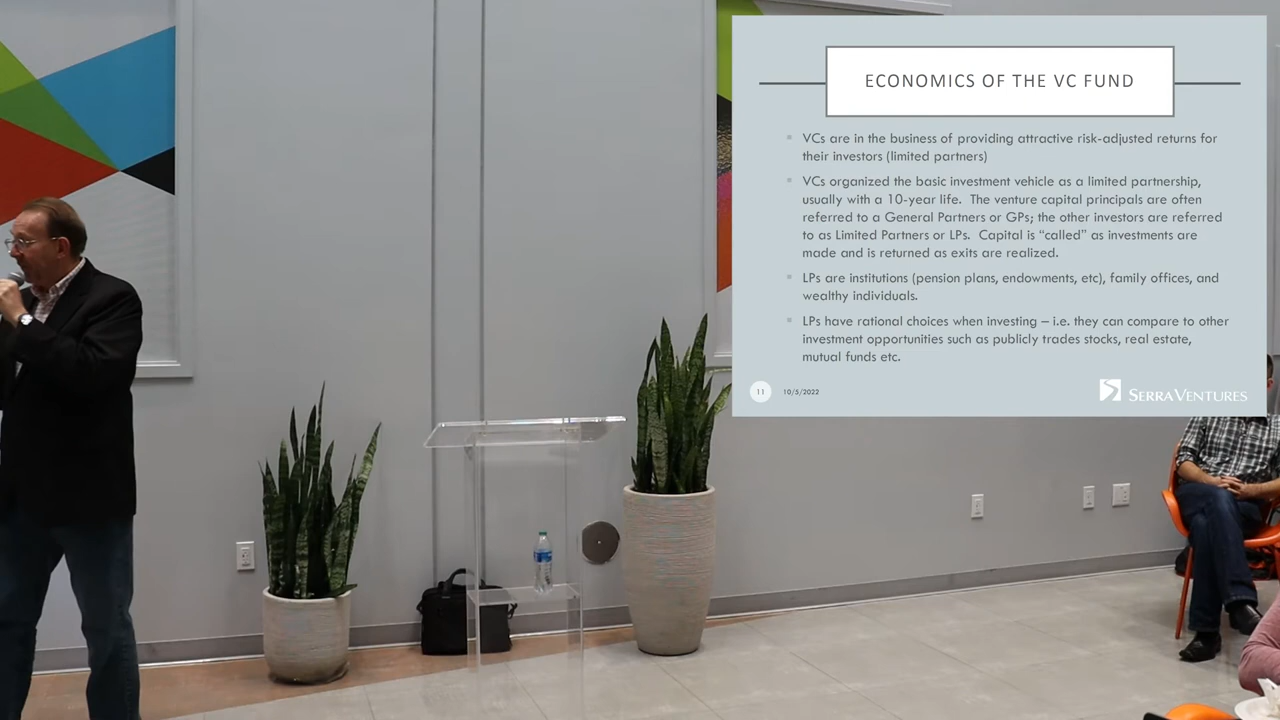 ECONOMICS OF THE VC FUND
VCs are in the business of providing attractive risk-adjusted returns for
their investors (limited partners)
VCs organized the basic investment vehicle as a limited partnership,
usually with a 10-year life. The venture capital principals are often
referred to a General Partners or GPs; the other investors are referred
to as Limited Partners or LPs. Capital is “called” as investments are
made and is returned as exits are realized.
LPs are institutions (pension plans, endowments, etc), family offices, and
wealthy individuals.
LPs have rational choices when investing – i.e. they can compare to other
investment opportunities such as publicly trades stocks, real estate,
mutual funds etc.
11 10/5/2022
SERRAVENTURES